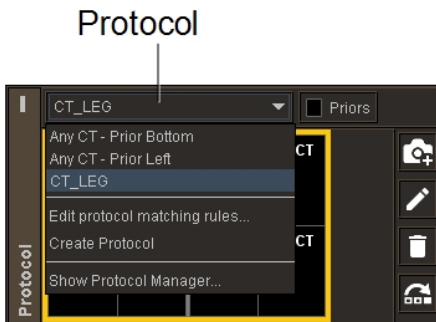 Protocol
CT_LEG
Priors
Any CT - Prior Bottom
Any CT - Prior Left
CT_LEG
Edit protocol matching rules...
Create Protocol
Show Protocol Manager...
CT
CT
Protocol